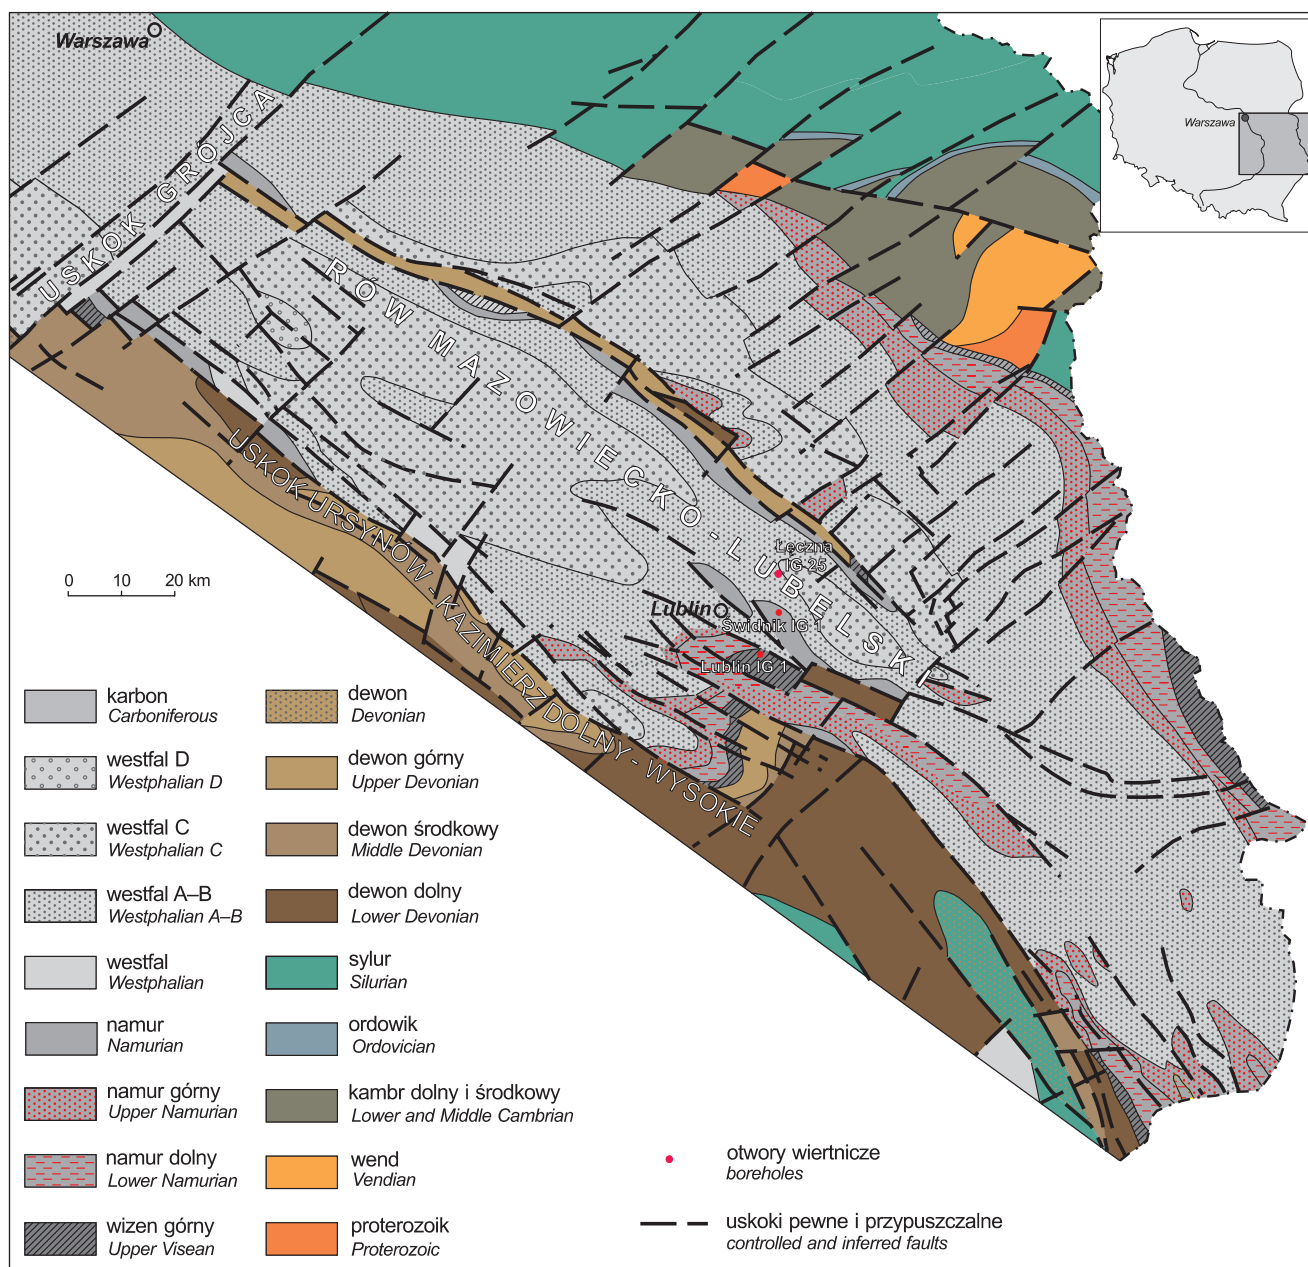 Warszawa
Warszawa
USKOK GRÓJCA
RÓW MAZOWIECKO-LUBELSKI
USKOK URSYNÓW - KAZIMIERZ DOLNY - WYSOKIE
Łęczna
IG 25
Lublin
Świdnik IG 1
Lublin IG 1
0 10 20 km
karbon
Carboniferous
westfal D
Westphalian D
westfal C
Westphalian C
westfal A–B
Westphalian A–B
westfal
Westphalian
namur
Namurian
namur górny
Upper Namurian
namur dolny
Lower Namurian
wizen górny
Upper Visean
dewon
Devonian
dewon górny
Upper Devonian
dewon środkowy
Middle Devonian
dewon dolny
Lower Devonian
sylur
Silurian
ordowik
Ordovician
kambr dolny i środkowy
Lower and Middle Cambrian
wend
Vendian
proterozoik
Proterozoic
otwory wiertnicze
boreholes
uskoki pewne i przypuszczalne
controlled and inferred faults